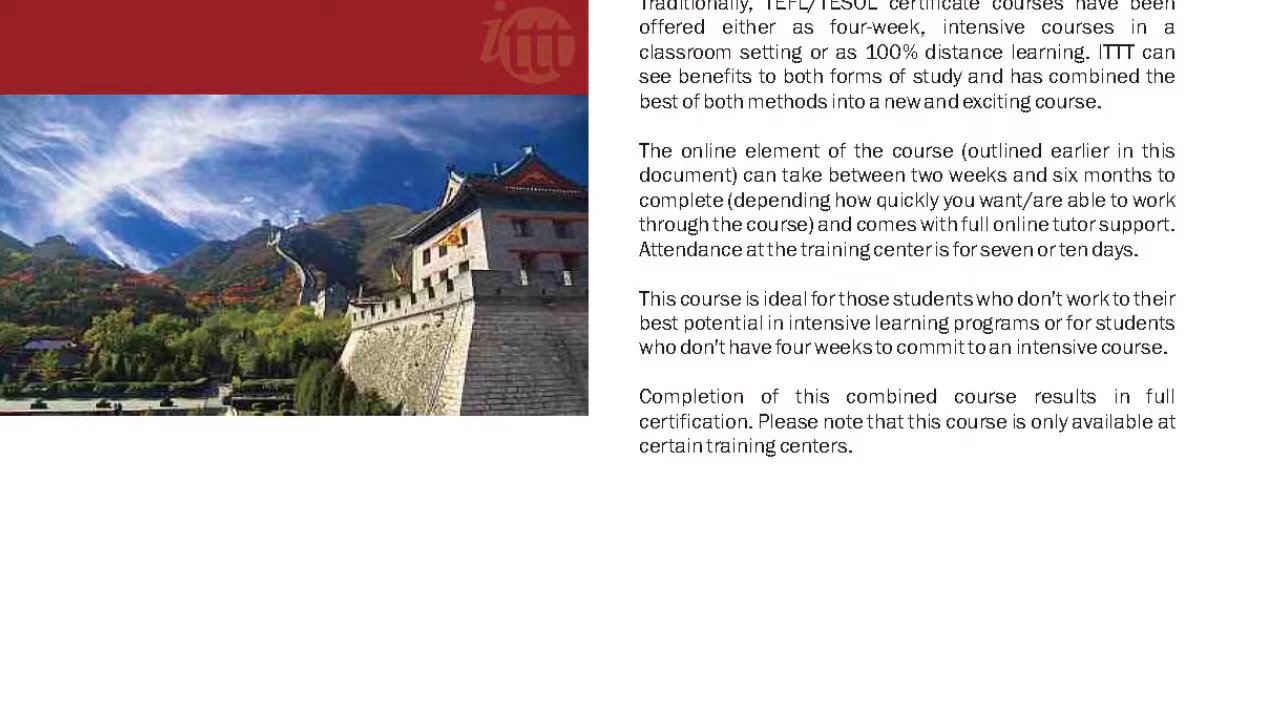 ittt
Traditionally, TEFL/TESOL certificate courses have been
offered either as four-week, intensive courses in a
classroom setting or as 100% distance learning. ITTT can
see benefits to both forms of study and has combined the
best of both methods into a new and exciting course.
The online element of the course (outlined earlier in this
document) can take between two weeks and six months to
complete (depending how quickly you want/are able to work
through the course) and comes with full online tutor support.
Attendance at the training center is for seven or ten days.
This course is ideal for those students who don't work to their
best potential in intensive learning programs or for students
who don't have four weeks to commit to an intensive course.
Completion of this combined course results in full
certification. Please note that this course is only available at
certain training centers.